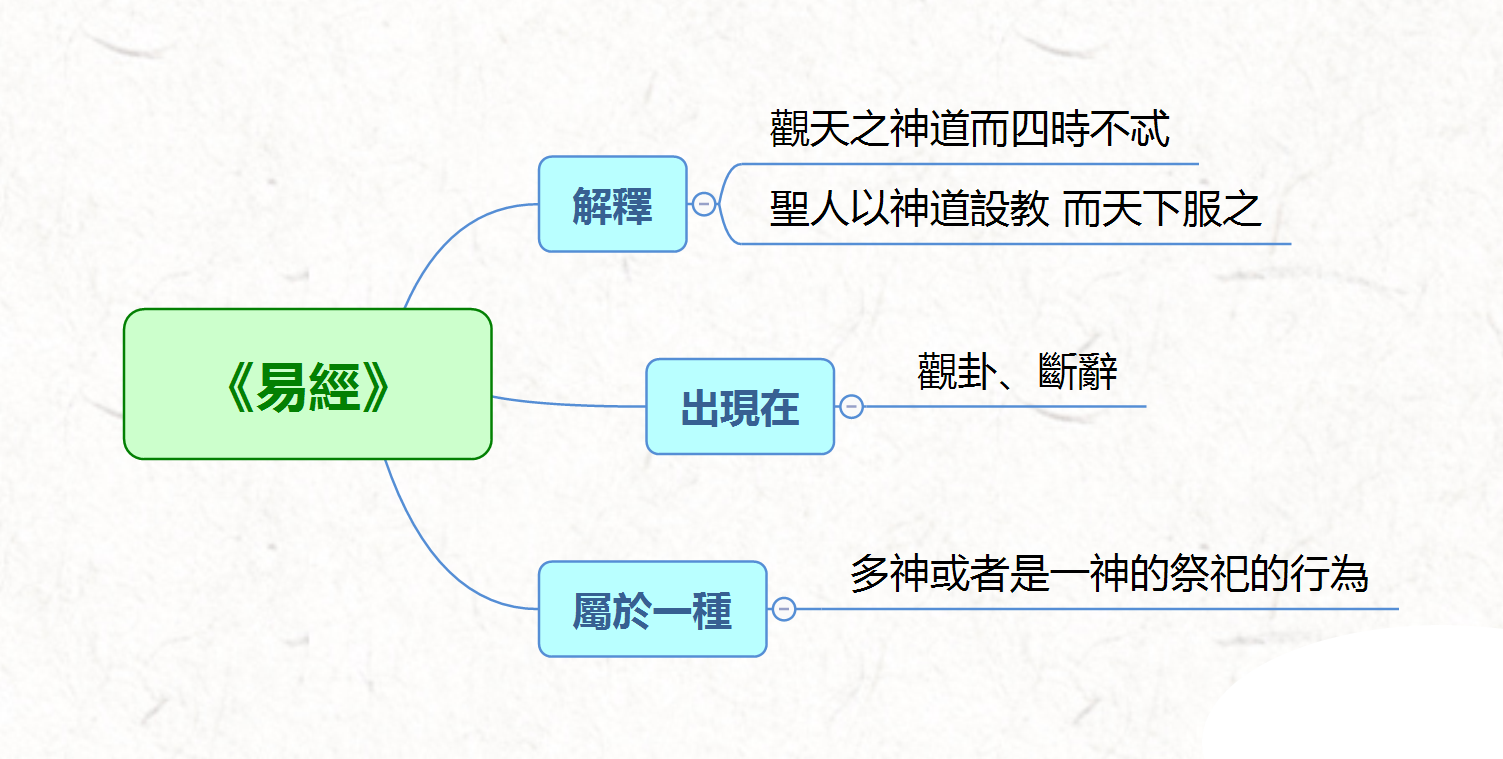 觀天之神道而四時不忒
解釋
聖人以神道設教 而天下服之
《易經》
出現在
觀卦、斷辭
屬於一種
多神或者是一神的祭祀的行為